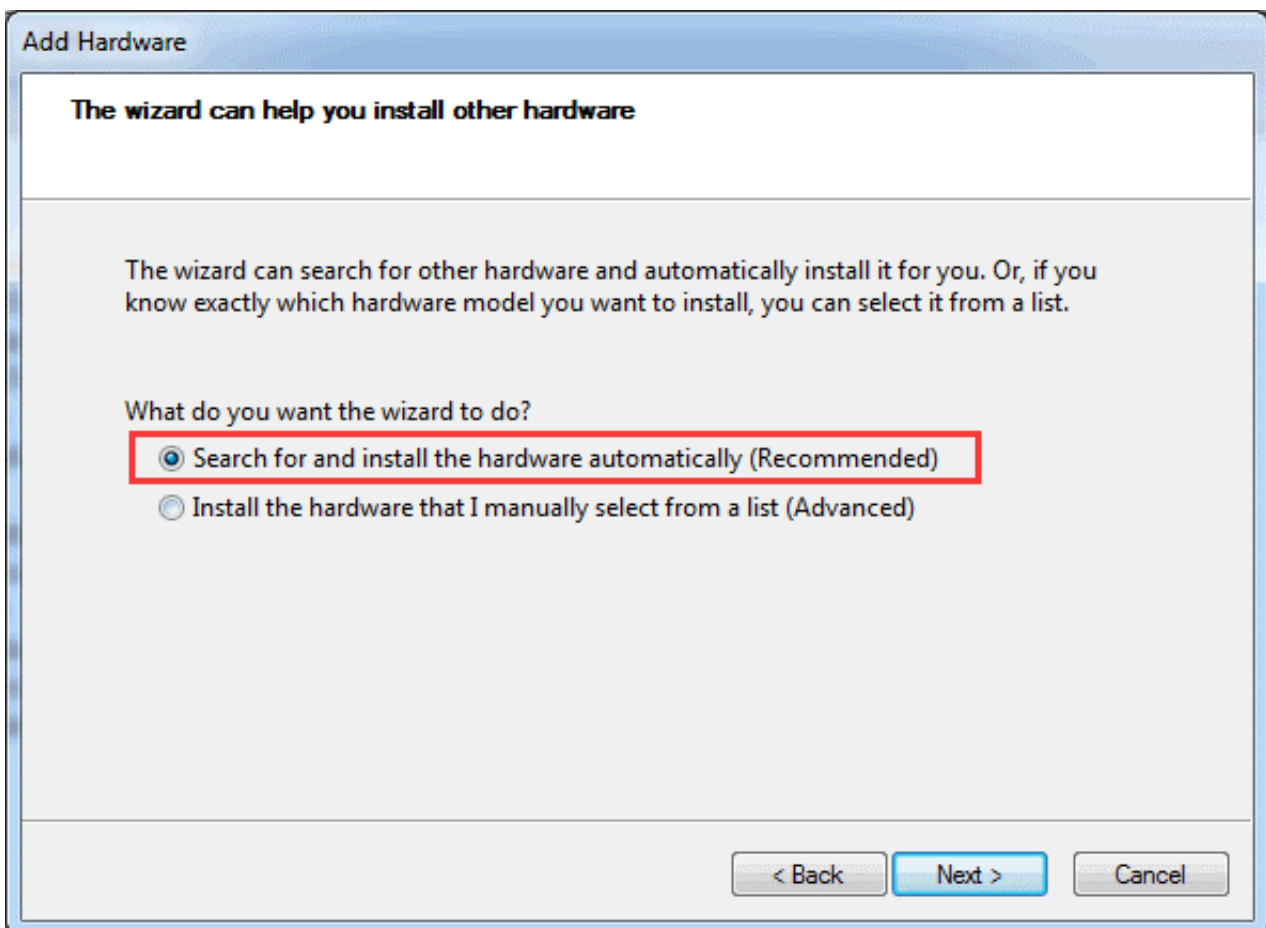 Add Hardware
The wizard can help you install other hardware
The wizard can search for other hardware and automatically install it for you. Or, if you
know exactly which hardware model you want to install, you can select it from a list.
What do you want the wizard to do?
Search for and install the hardware automatically (Recommended)
Install the hardware that I manually select from a list (Advanced)
< Back
Next >
Cancel